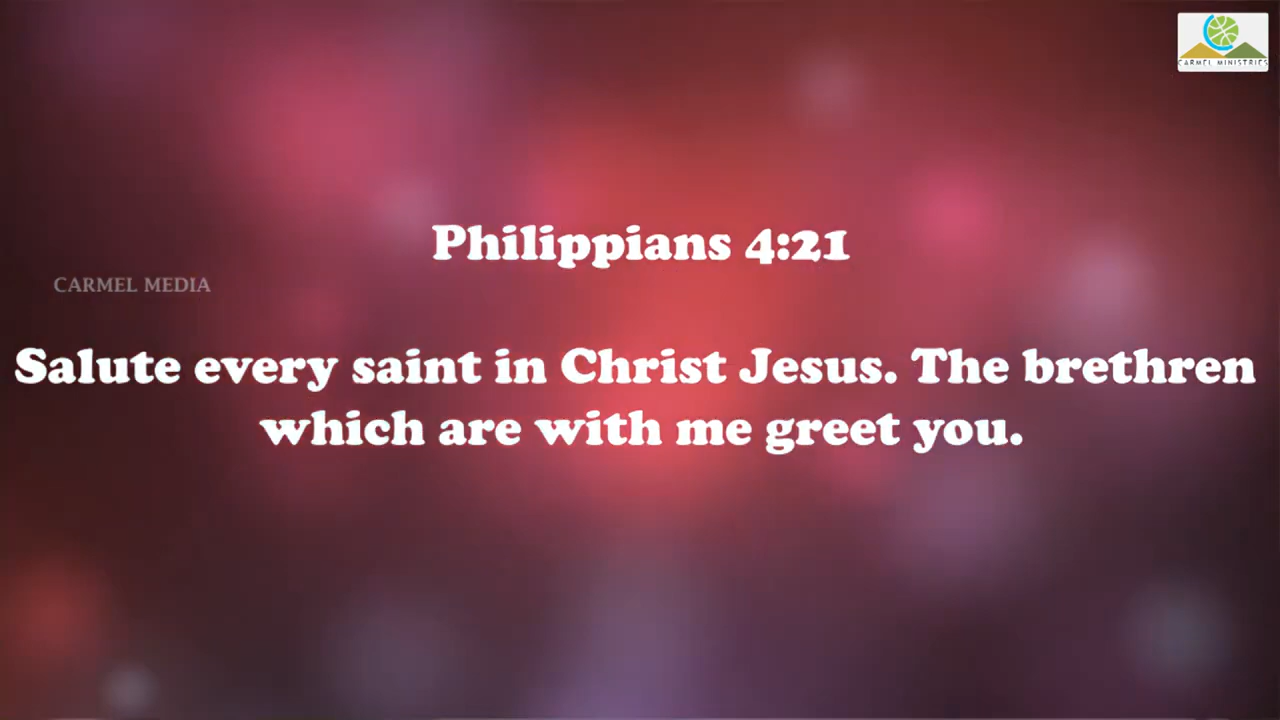 CARMEL MINISTRIES
Philippians 4:21
CARMEL MEDIA
Salute every saint in Christ Jesus. The brethren
which are with me greet you.